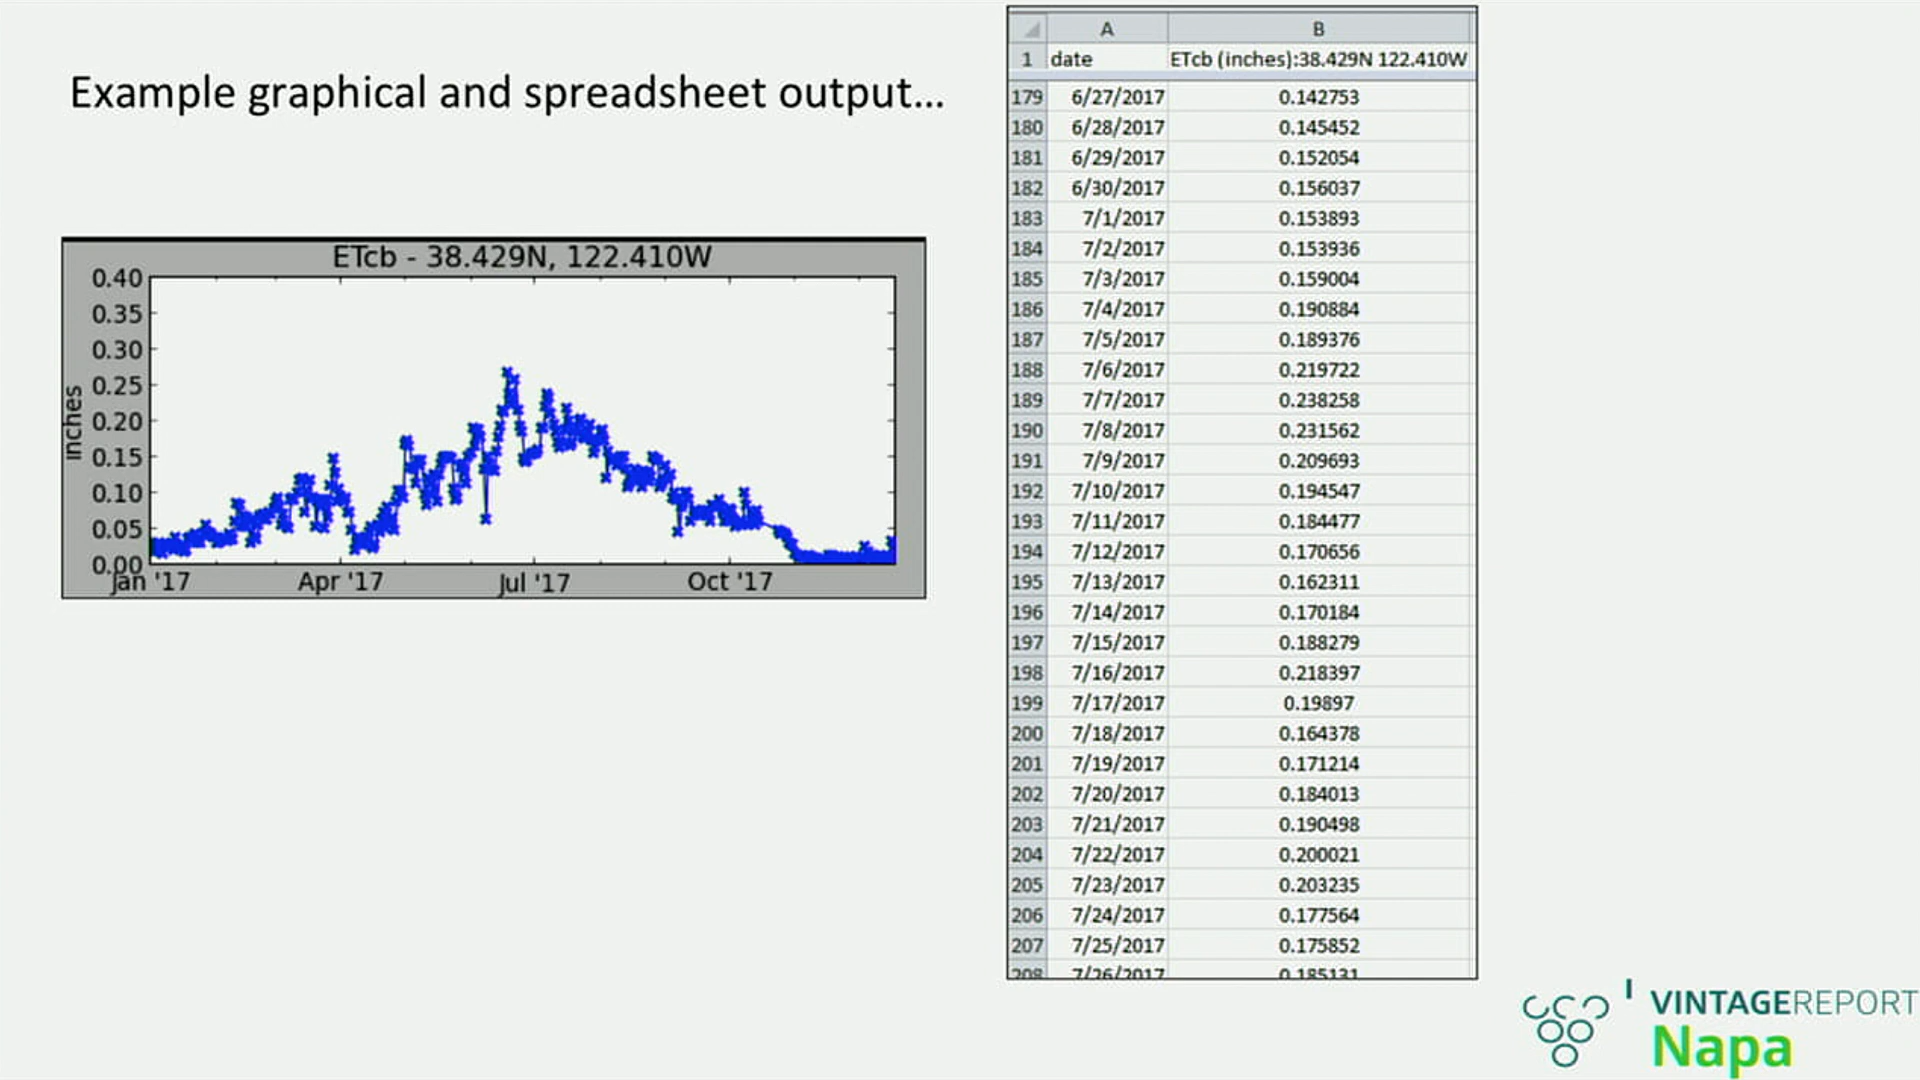 Example graphical and spreadsheet output...
ETcb - 38.429N, 122.410W
0.40
0.35
0.30
0.25
0.20
0.15
0.10
0.05
0.00
inches
Jan '17 Apr '17 Jul '17 Oct '17
A B
1 date ETcb (inches):38.429N 122.410W
179 6/27/2017 0.142753
180 6/28/2017 0.145452
181 6/29/2017 0.152054
182 6/30/2017 0.156037
183 7/1/2017 0.153893
184 7/2/2017 0.153936
185 7/3/2017 0.159004
186 7/4/2017 0.190884
187 7/5/2017 0.189376
188 7/6/2017 0.219722
189 7/7/2017 0.238258
190 7/8/2017 0.231562
191 7/9/2017 0.209693
192 7/10/2017 0.194547
193 7/11/2017 0.184477
194 7/12/2017 0.170656
195 7/13/2017 0.162311
196 7/14/2017 0.170184
197 7/15/2017 0.188279
198 7/16/2017 0.218397
199 7/17/2017 0.19897
200 7/18/2017 0.164378
201 7/19/2017 0.171214
202 7/20/2017 0.184013
203 7/21/2017 0.190498
204 7/22/2017 0.200021
205 7/23/2017 0.203235
206 7/24/2017 0.177564
207 7/25/2017 0.175852
208 7/26/2017 0.185131
VINTAGEREPORT
Napa